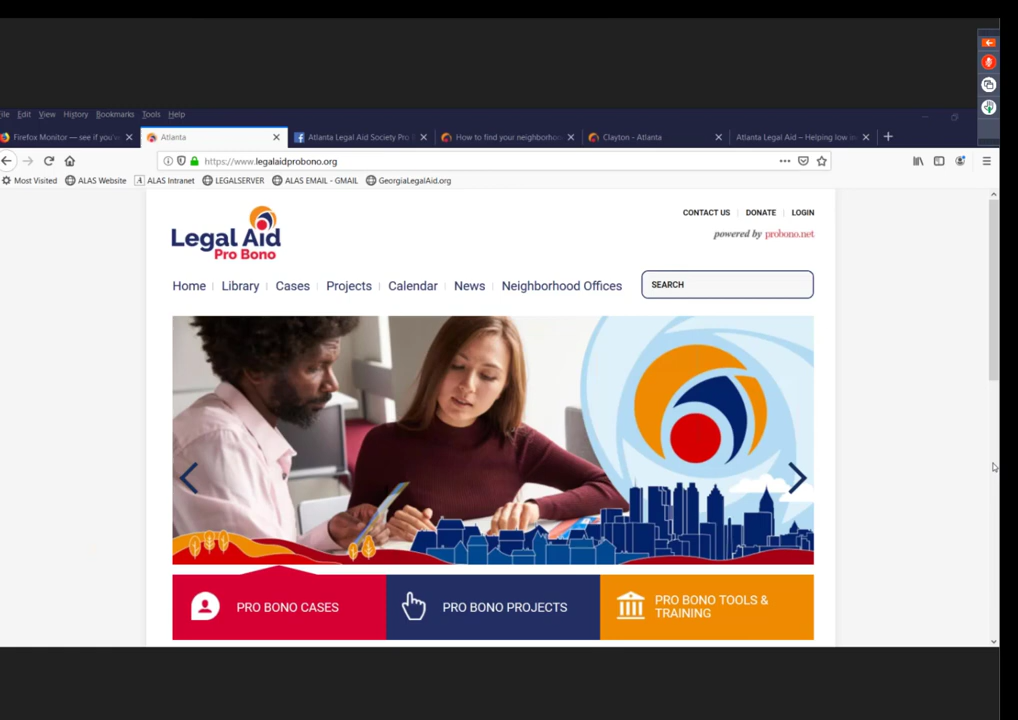 File Edit View History Bookmarks Tools Help
Firefox Monitor — see if you've
Atlanta
Atlanta Legal Aid Society Pro
How to find your neighborhoo
Clayton - Atlanta
Atlanta Legal Aid – Helping low
https://www.legalaidprobono.org
Most Visited ALAS Website ALAS Intranet LEGALSERVER ALAS EMAIL - GMAIL GeorgiaLegalAid.org
CONTACT US DONATE LOGIN
powered by probono.net
Legal Aid
Pro Bono
Home Library Cases Projects Calendar News Neighborhood Offices
SEARCH
PRO BONO CASES
PRO BONO PROJECTS
PRO BONO TOOLS &
TRAINING